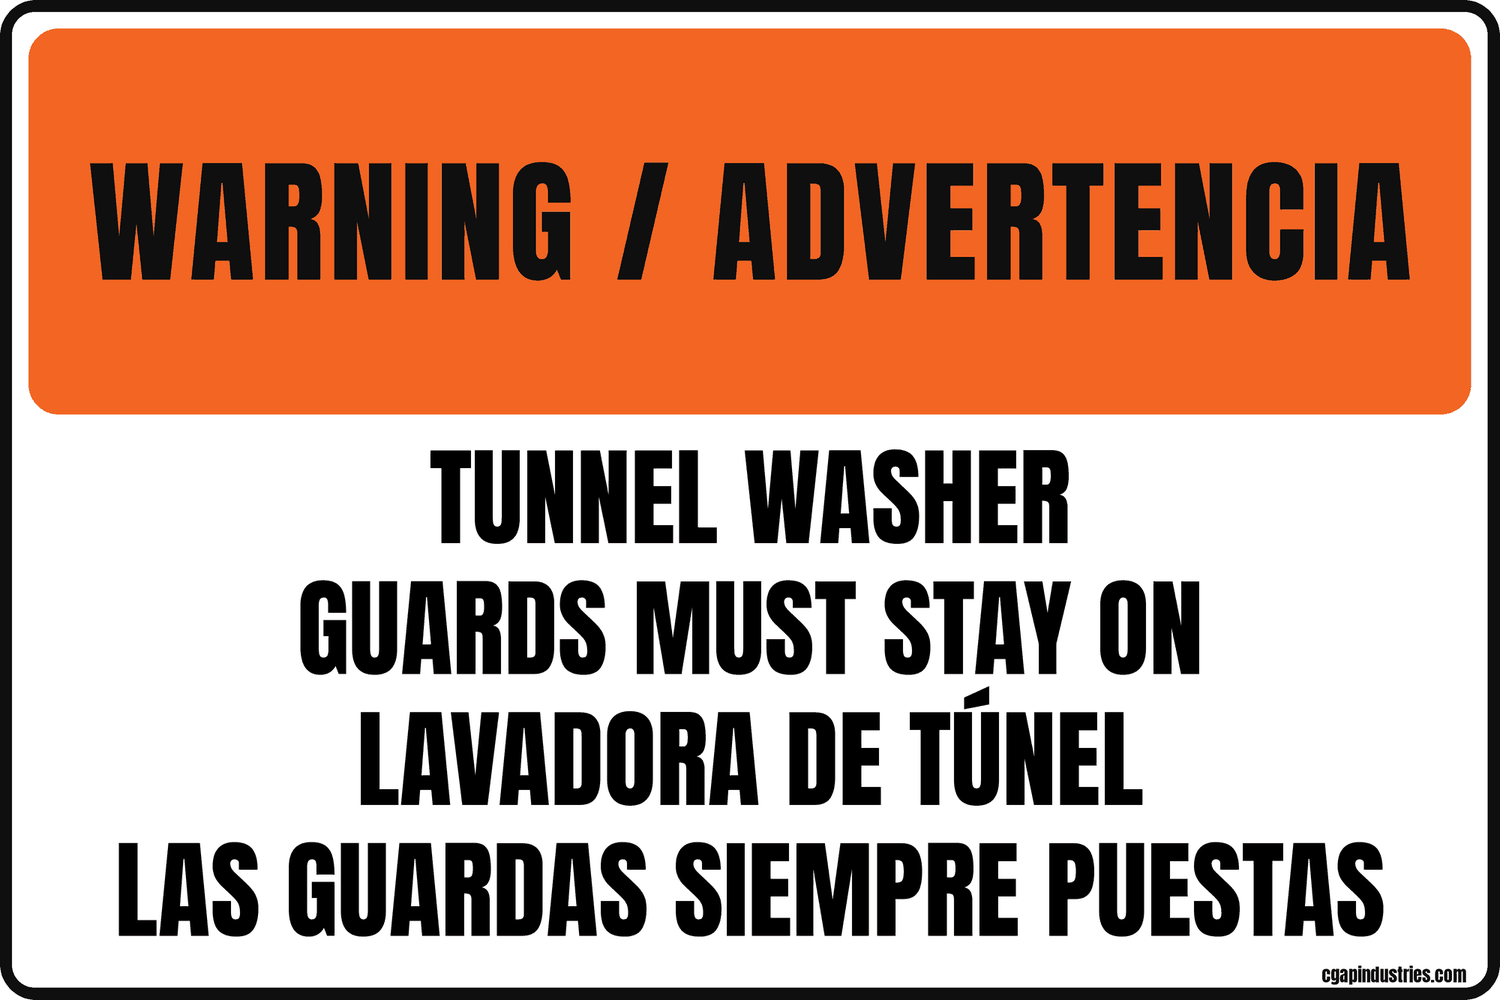 WARNING / ADVERTENCIA
TUNNEL WASHER
GUARDS MUST STAY ON
LAVADORA DE TÚNEL
LAS GUARDAS SIEMPRE PUESTAS
cgapindustries.com